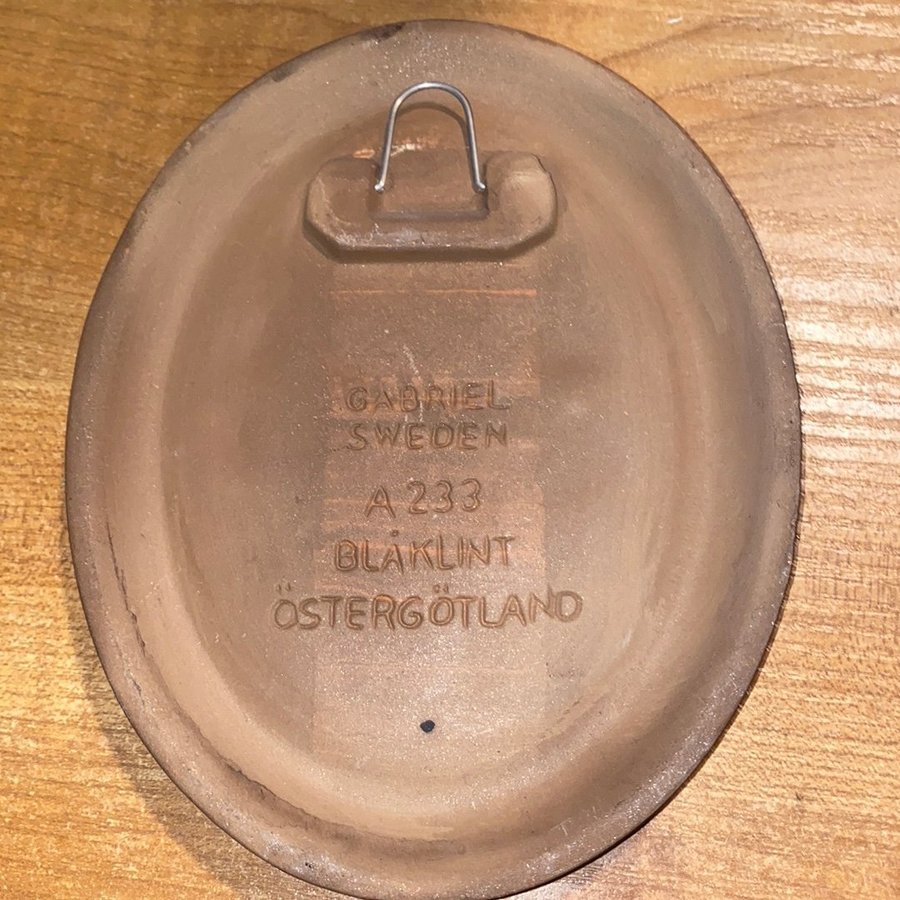 GABRIEL
SWEDEN
A 233
BLÅKLINT
ÖSTERGÖTLAND